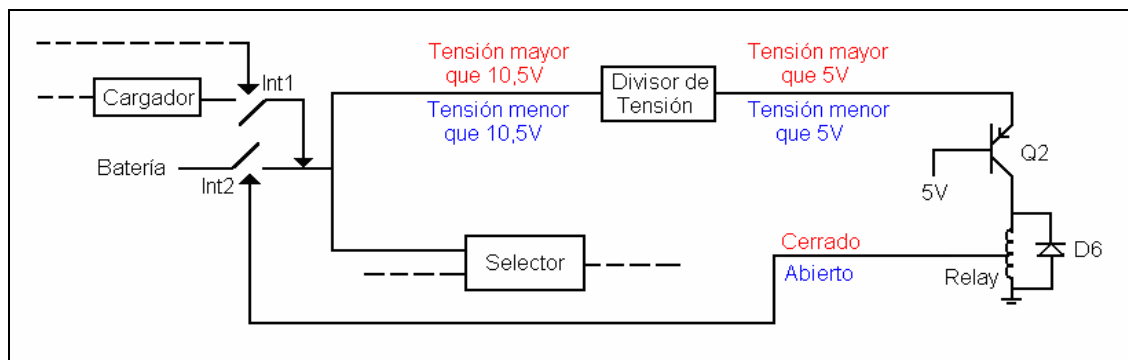 Tensión mayor
que 10,5V
Tensión menor
que 10,5V
Divisor de
Tensión
Tensión mayor
que 5V
Tensión menor
que 5V
Int1
Cargador
Batería
Int2
Q2
5V
Selector
Cerrado
Abierto
Relay
D6